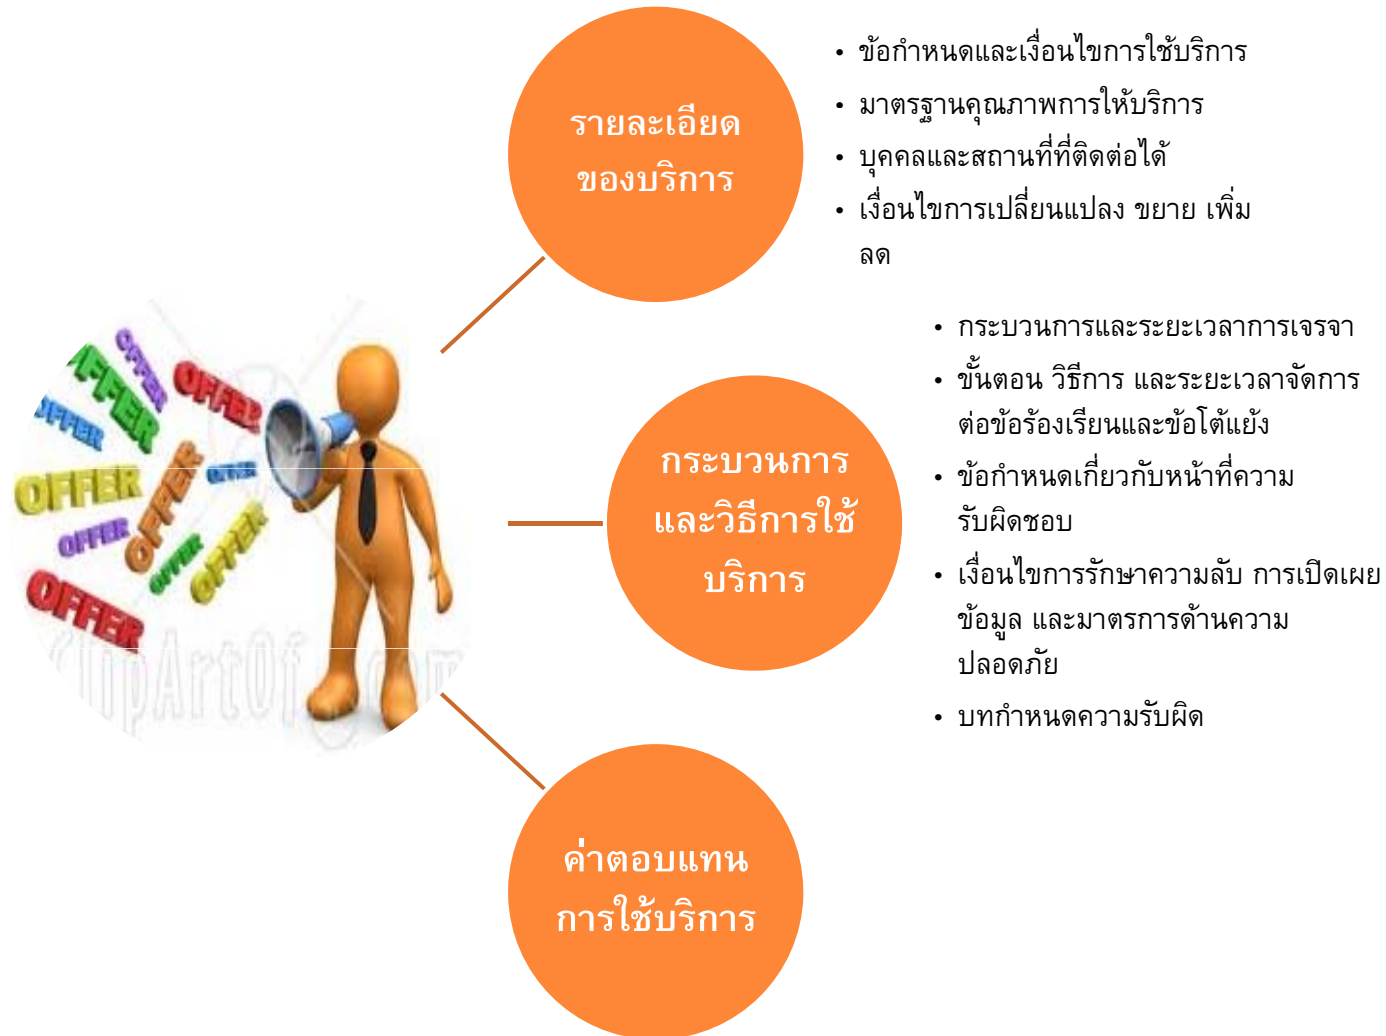 รายละเอียด
ของบริการ
• ข้อกำหนดและเงื่อนไขการใช้บริการ
• มาตรฐานคุณภาพการให้บริการ
• บุคคลและสถานที่ที่ติดต่อได้
• เงื่อนไขการเปลี่ยนแปลง ขยาย เพิ่ม
ลด
OFFER
OFFER
OFFER
OFFER
OFFER
OFFER
OFFER
OFFER
OFFER
OFFER
OFFER
กระบวนการ
และวิธีการใช้
บริการ
• กระบวนการและระยะเวลาการเจรจา
• ขั้นตอน วิธีการ และระยะเวลาจัดการ
ต่อข้อร้องเรียนและข้อโต้แย้ง
• ข้อกำหนดเกี่ยวกับหน้าที่ความ
รับผิดชอบ
• เงื่อนไขการรักษาความลับ การเปิดเผย
ข้อมูล และมาตรการด้านความ
ปลอดภัย
• บทกำหนดความรับผิด
ค่าตอบแทน
การใช้บริการ